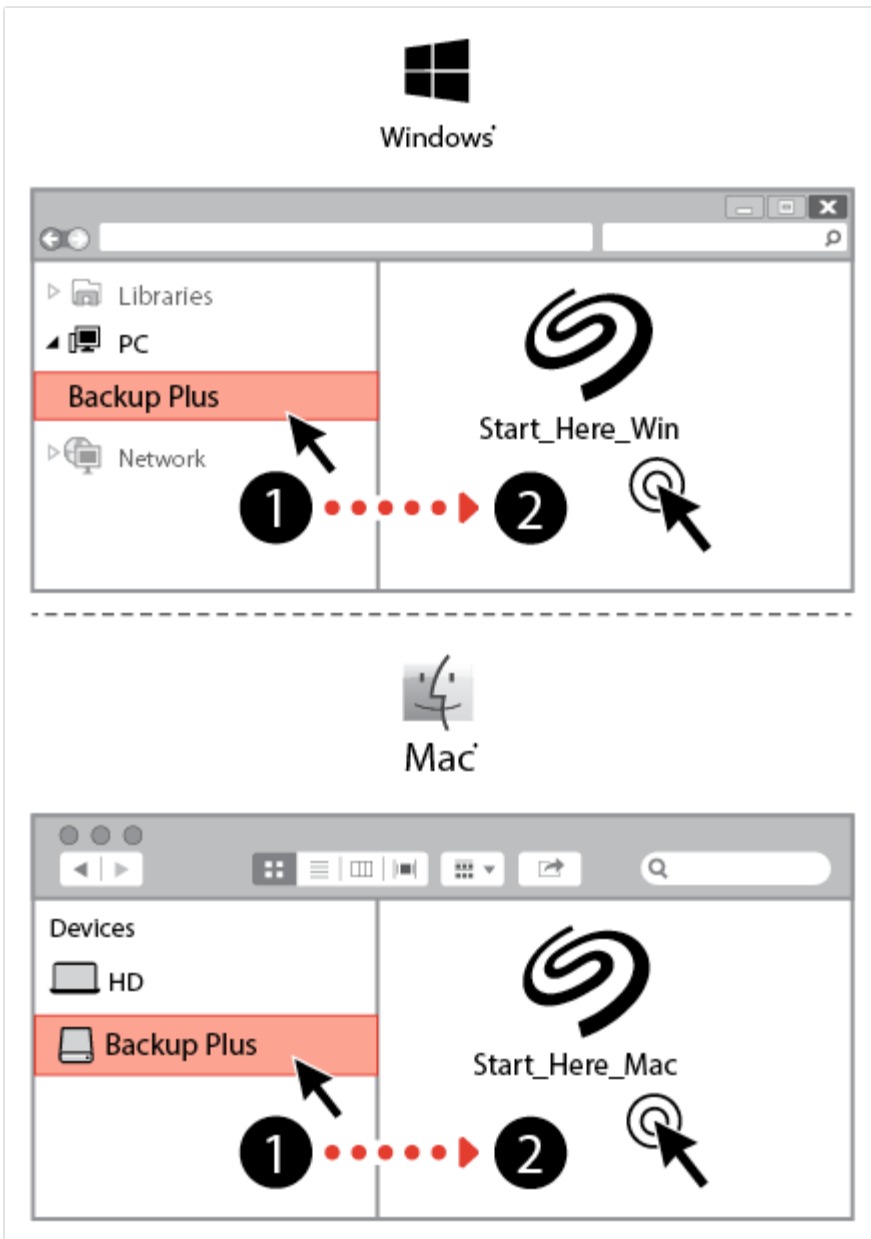 Windows
Libraries
PC
Backup Plus
Network
Start_Here_Win
1
2
Mac
Devices
HD
Backup Plus
Start_Here_Mac
1
2